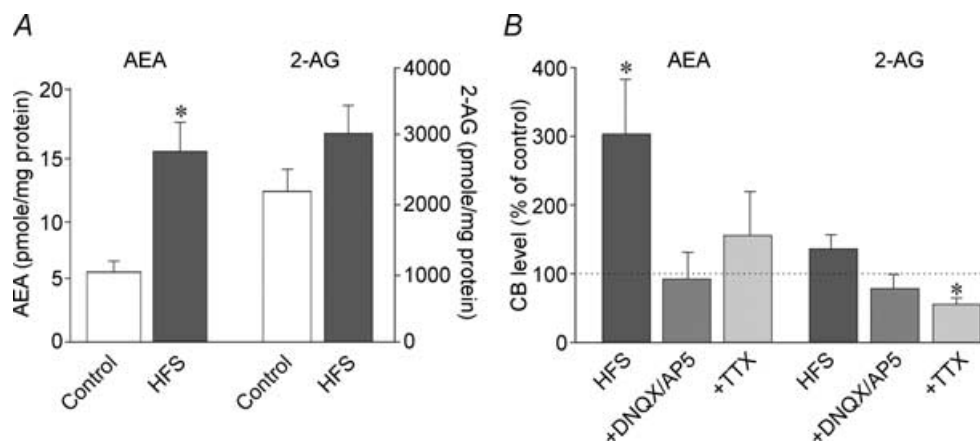 A
AEA
2-AG
AEA (pmole/mg protein)
20
15
10
5
0
*
4000
3000
2000
1000
0
2-AG (pmole/mg protein)
Control
HFS
Control
HFS
B
AEA
2-AG
CB level (% of control)
400
300
200
100
0
*
*
HFS
+DNQX/AP5
+TTX
HFS
+DNQX/AP5
+TTX